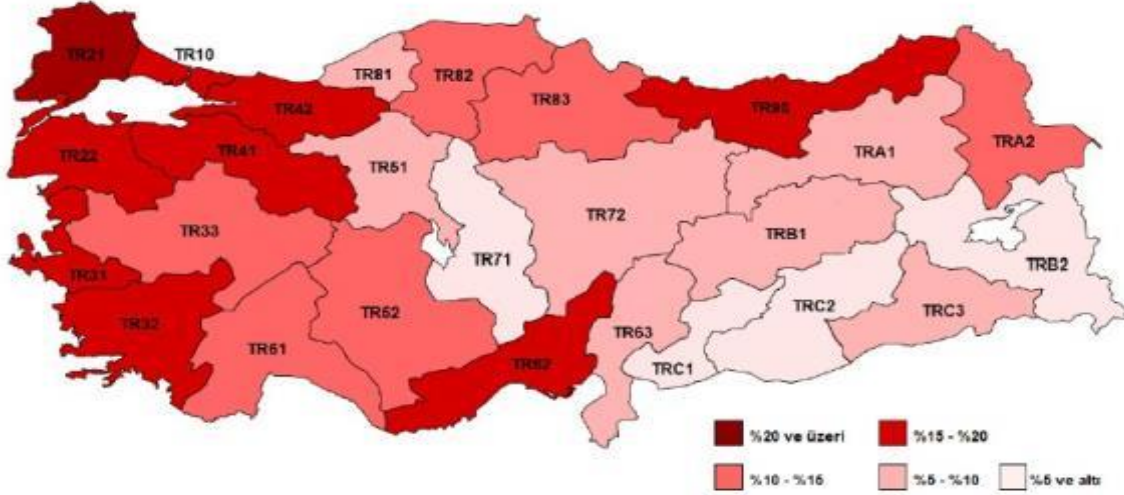 TR21
TR10
TR81
TR82
TR42
TR83
TR90
TR22
TR41
TR51
TRA1
TRA2
TR72
TR33
TRB1
TR71
TRB2
TR31
TR32
TR52
TRC2
TRC3
TR61
TR62
TR63
TRC1
%20 ve üzeri %15 - %20
%10 - %15 %5 - %10 %5 ve altı